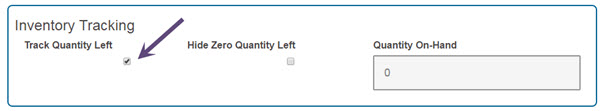 Inventory Tracking
Track Quantity Left Hide Zero Quantity Left Quantity On-Hand
0